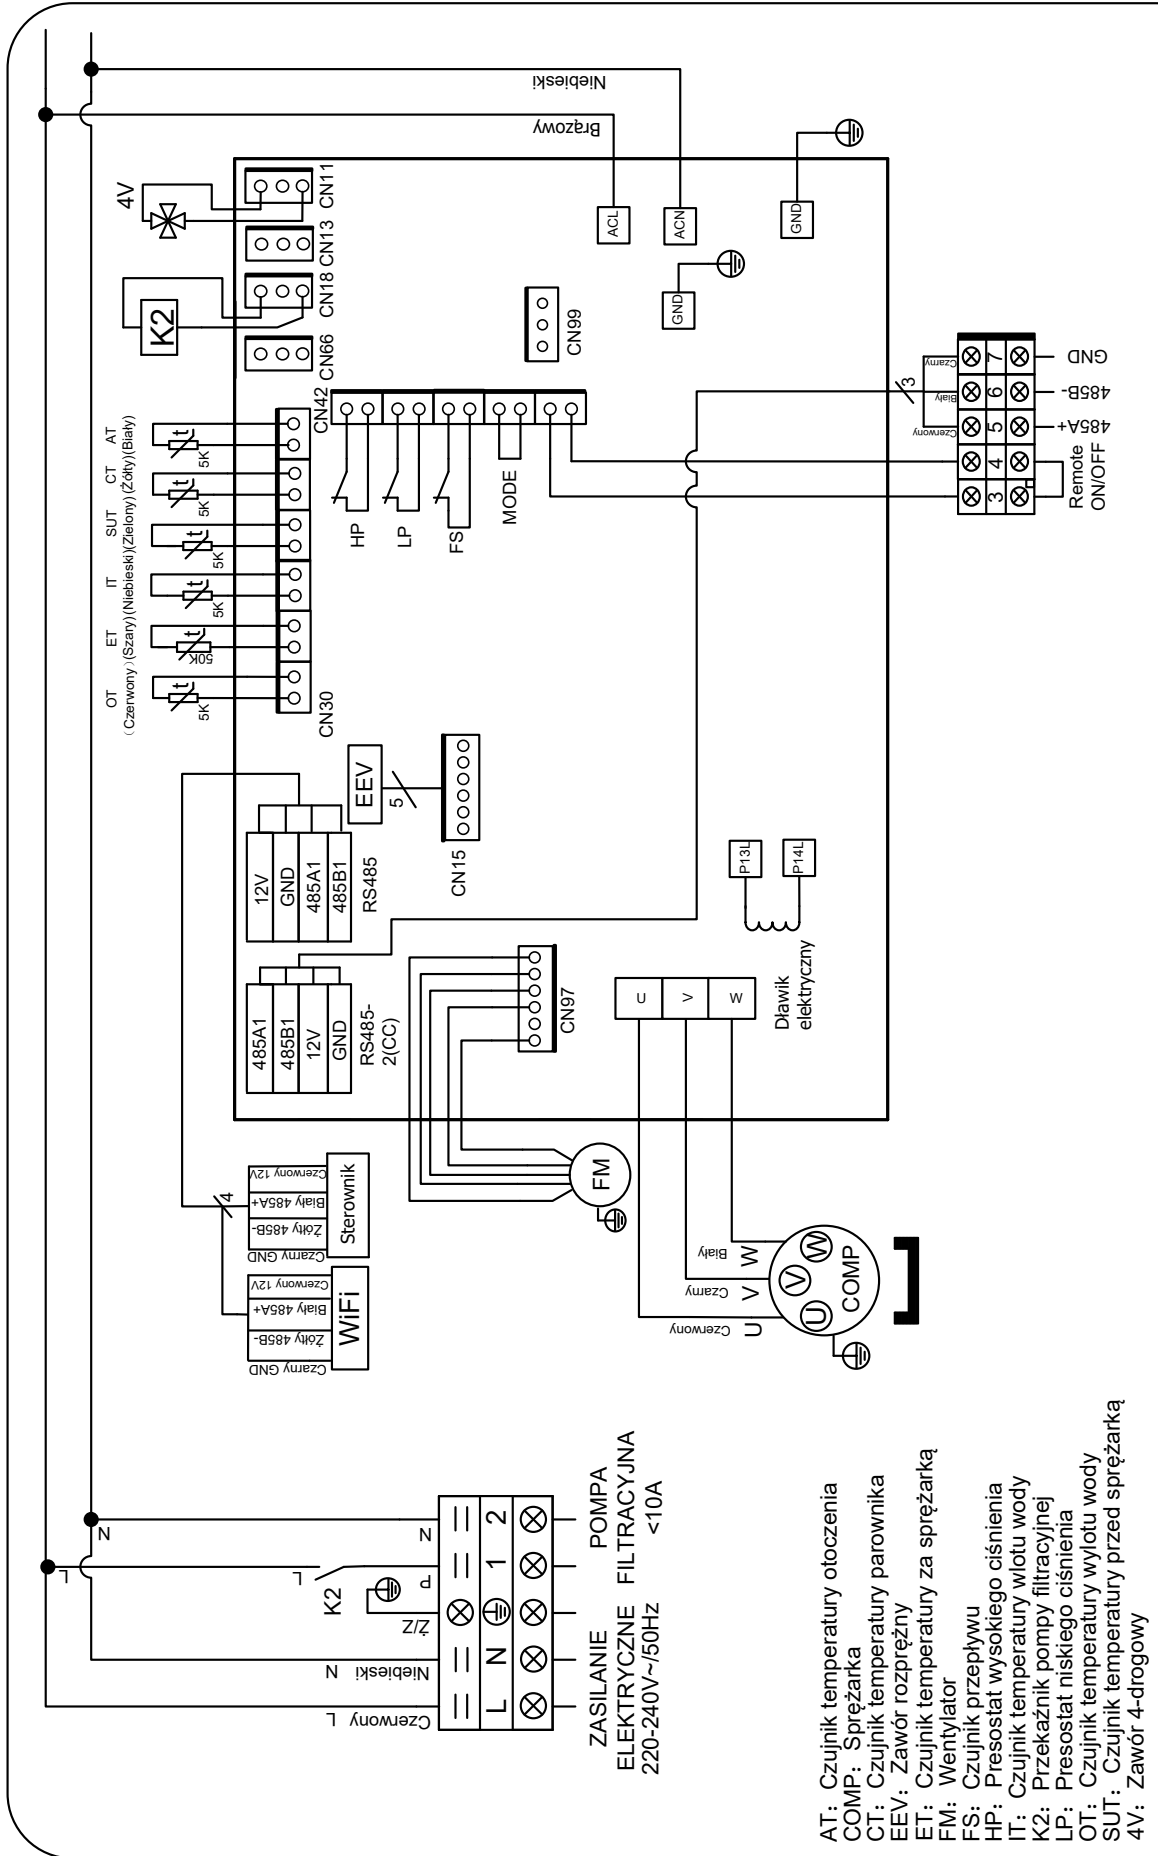 Niebieski
Brązowy
4V
CN11
CN13
K2
CN18
CN66
ACL
ACN
GND
GND
CN99
CN42
AT
(Biały)
5K
t
CT
(Żółty)
5K
t
SUT
(Zielony)
5K
t
IT
(Niebieski)
5K
t
ET
(Szary)
50K
t
OT
（Czerwony）
5K
t
CN30
HP
LP
FS
MODE
3
Czarny
Biały
Czerwony
7
6
5
4
3
GND
485B-
485A+
Remote
ON/OFF
12V
GND
485A1
485B1
RS485
485A1
485B1
12V
GND
RS485-
2(CC)
EEV
5
CN15
CN97
P13L
P14L
Dławik
elektryczny
U
V
W
4
Czerwony 12V
Biały 485A+
Żółty 485B-
Czarny GND
Sterownik
Czerwony 12V
Biały 485A+
Żółty 485B-
Czarny GND
WiFi
FM
Biały
W
Czarny
V
Czerwony
U
U
V
W
COMP
N
L
L
K2
N
P
Ż/Z
N Niebieski
L Czerwony
L
N
1
2
ZASILANIE
ELEKTRYCZNE
220-240V~/50Hz
POMPA
FILTRACYJNA
<10A
AT: Czujnik temperatury otoczenia
COMP: Sprężarka
CT: Czujnik temperatury parownika
EEV: Zawór rozprężny
ET: Czujnik temperatury za sprężarką
FM: Wentylator
FS: Czujnik przepływu
HP: Presostat wysokiego ciśnienia
IT: Czujnik temperatury wlotu wody
K2: Przekaźnik pompy filtracyjnej
LP: Presostat niskiego ciśnienia
OT: Czujnik temperatury wylotu wody
SUT: Czujnik temperatury przed sprężarką
4V: Zawór 4-drogowy